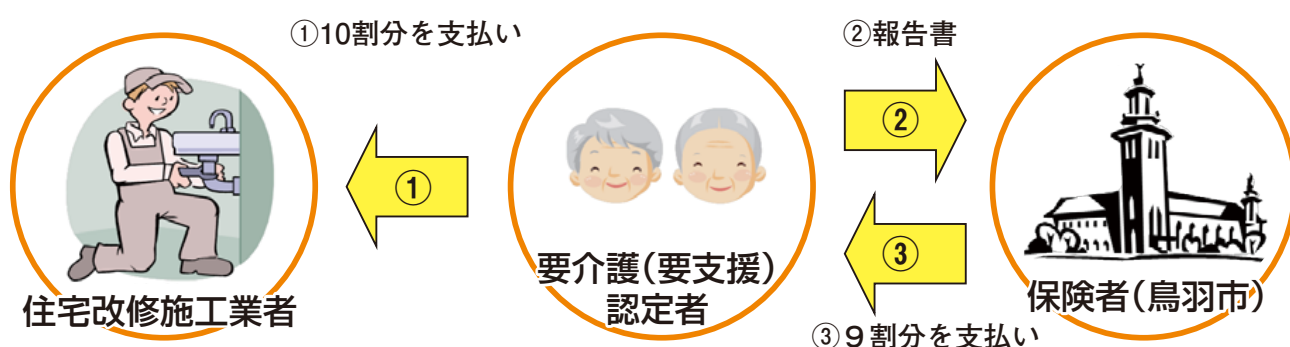 ①10割分を支払い
②報告書
①
②
③
住宅改修施工業者
要介護(要支援)
認定者
保険者(鳥羽市)
③９割分を支払い